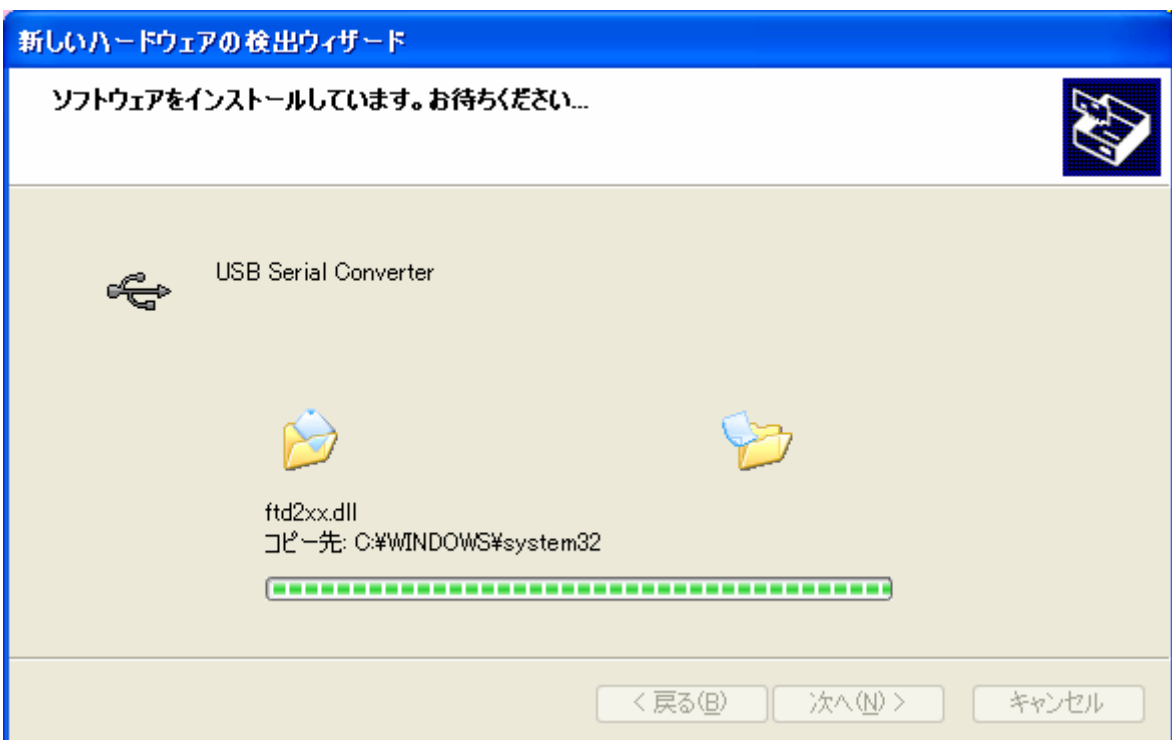 新しいハードウェアの検出ウィザード
ソフトウェアをインストールしています。お待ちください...
USB Serial Converter
ftd2xx.dll
コピー先: C:¥WINDOWS¥system32
< 戻る(B)
次へ(N) >
キャンセル